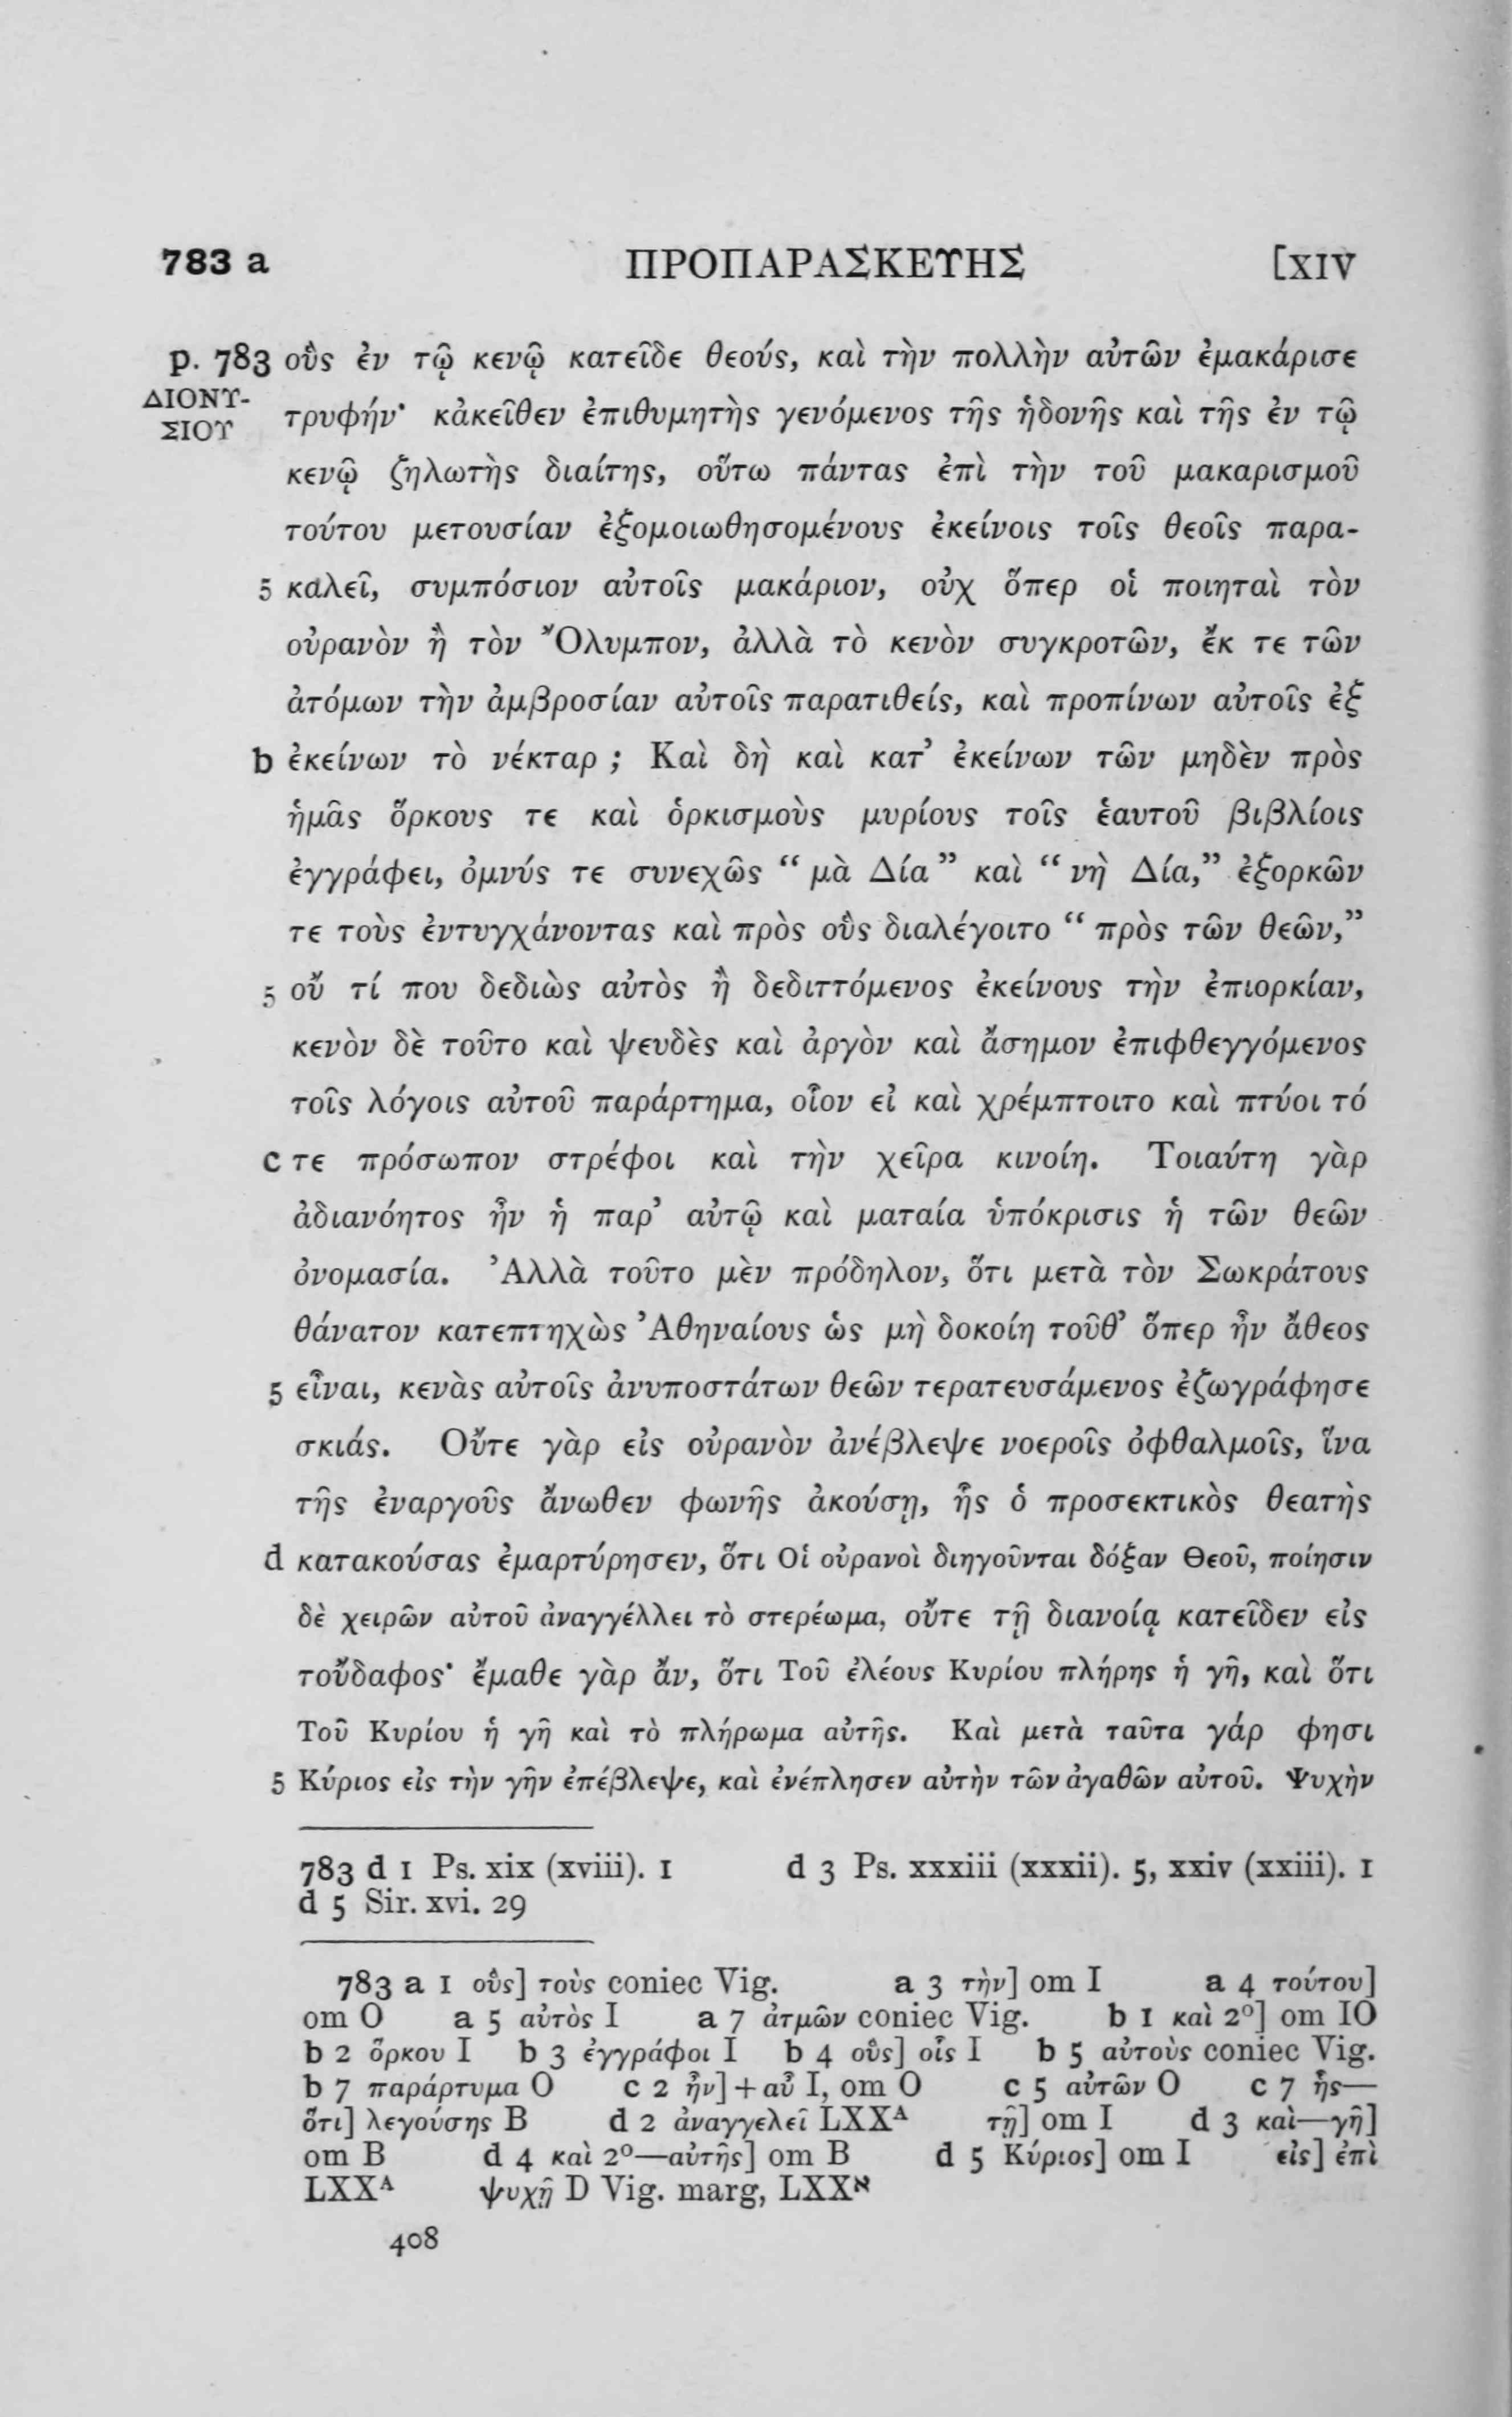 783 a ΠΡΟΠΑΡΑΣΚΕΥΗΣ [XIV
p. 783 οὓς ἐν τῷ κενῷ κατεῖδε θεούς, καὶ τὴν πολλὴν αὐτῶν ἐμακάρισε
ΔΙΟΝΥ-
ΣΙΟΥ
τρυφήν· κἀκεῖθεν ἐπιθυμητὴς γενόμενος τῆς ἡδονῆς καὶ τῆς ἐν τῷ
κενῷ ζηλωτὴς διαίτης, οὕτω πάντας ἐπὶ τὴν τοῦ μακαρισμοῦ
τούτου μετουσίαν ἐξομοιωθησομένους ἐκείνοις τοῖς θεοῖς παρα-
5 καλεῖ, συμπόσιον αὐτοῖς μακάριον, οὐχ ὅπερ οἱ ποιηταὶ τὸν
οὐρανὸν ἢ τὸν Ὄλυμπον, ἀλλὰ τὸ κενὸν συγκροτῶν, ἔκ τε τῶν
ἀτόμων τὴν ἀμβροσίαν αὐτοῖς παρατιθείς, καὶ προπίνων αὐτοῖς ἐξ
b ἐκείνων τὸ νέκταρ ; Καὶ δὴ καὶ κατ’ ἐκείνων τῶν μηδὲν πρὸς
ἡμᾶς ὅρκους τε καὶ ὁρκισμοὺς μυρίους τοῖς ἑαυτοῦ βιβλίοις
ἐγγράφει, ὀμνύς τε συνεχῶς “ μὰ Δία ” καὶ “ νὴ Δία,” ἐξορκῶν
τε τοὺς ἐντυγχάνοντας καὶ πρὸς οὓς διαλέγοιτο “ πρὸς τῶν θεῶν,”
5 οὔ τί που δεδιὼς αὐτὸς ἢ δεδιττόμενος ἐκείνους τὴν ἐπιορκίαν,
κενὸν δὲ τοῦτο καὶ ψευδὲς καὶ ἀργὸν καὶ ἄσημον ἐπιφθεγγόμενος
τοῖς λόγοις αὐτοῦ παράρτημα, οἷον εἰ καὶ χρέμπτοιτο καὶ πτύοι τό
c τε πρόσωπον στρέφοι καὶ τὴν χεῖρα κινοίη. Τοιαύτη γὰρ
ἀδιανόητος ἦν ἡ παρ’ αὐτῷ καὶ ματαία ὑπόκρισις ἡ τῶν θεῶν
ὀνομασία. Ἀλλὰ τοῦτο μὲν πρόδηλον, ὅτι μετὰ τὸν Σωκράτους
θάνατον κατεπτηχὼς Ἀθηναίους ὡς μὴ δοκοίη τοῦθ’ ὅπερ ἦν ἄθεος
5 εἶναι, κενὰς αὐτοῖς ἀνυποστάτων θεῶν τερατευσάμενος ἐζωγράφησε
σκιάς. Οὔτε γὰρ εἰς οὐρανὸν ἀνέβλεψε νοεροῖς ὀφθαλμοῖς, ἵνα
τῆς ἐναργοῦς ἄνωθεν φωνῆς ἀκούσῃ, ἧς ὁ προσεκτικὸς θεατὴς
d κατακούσας ἐμαρτύρησεν, ὅτι Οἱ οὐρανοὶ διηγοῦνται δόξαν Θεοῦ, ποίησιν
δὲ χειρῶν αὐτοῦ ἀναγγέλλει τὸ στερέωμα, οὔτε τῇ διανοίᾳ κατεῖδεν εἰς
τοὔδαφος· ἔμαθε γὰρ ἄν, ὅτι Τοῦ ἐλέους Κυρίου πλήρης ἡ γῆ, καὶ ὅτι
Τοῦ Κυρίου ἡ γῆ καὶ τὸ πλήρωμα αὐτῆς. Καὶ μετὰ ταῦτα γάρ φησι
5 Κύριος εἰς τὴν γῆν ἐπέβλεψε, καὶ ἐνέπλησεν αὐτὴν τῶν ἀγαθῶν αὐτοῦ. Ψυχὴν
783 d 1 Ps. xix (xviii). 1 d 3 Ps. xxxiii (xxxii). 5, xxiv (xxiii). 1
d 5 Sir. xvi. 29
783 a 1 οὓς] τοὺς coniec Vig. a 3 τὴν] om I a 4 τούτου]
om O a 5 αὐτὸς I a 7 ἀτμῶν coniec Vig. b 1 καὶ 2⁰] om IO
b 2 ὅρκου I b 3 ἐγγράφοι I b 4 οὓς] οἷς I b 5 αὐτοὺς coniec Vig.
b 7 παράρτυμα O c 2 ἦν] + αὖ I, om O c 5 αὐτῶν O c 7 ἧς—
ὅτι] λεγούσης B d 2 ἀναγγελεῖ LXXᴬ τῇ] om I d 3 καὶ—γῆ]
om B d 4 καὶ 2⁰—αὐτῆς] om B d 5 Κύριος] om I εἰς] ἐπὶ
LXXᴬ ψυχῇ D Vig. marg, LXXא
408